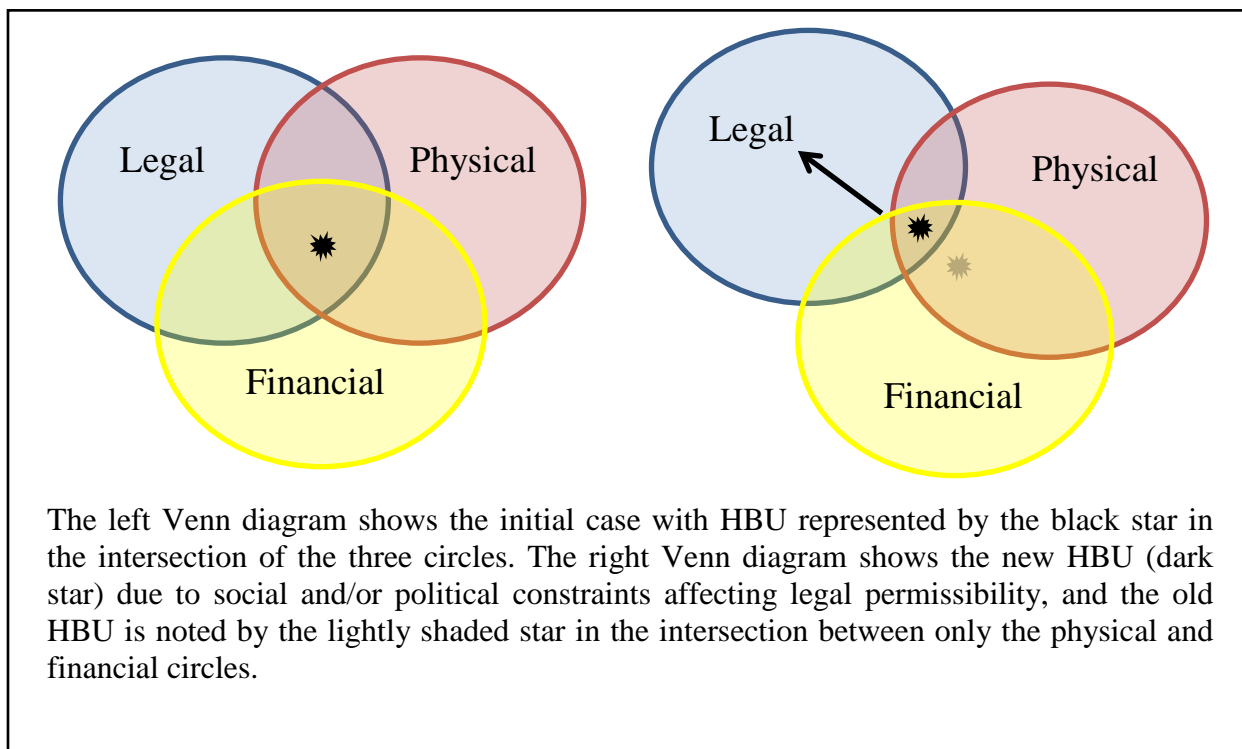 Legal
Physical
Financial
Legal
Physical
Financial
The left Venn diagram shows the initial case with HBU represented by the black star in
the intersection of the three circles. The right Venn diagram shows the new HBU (dark
star) due to social and/or political constraints affecting legal permissibility, and the old
HBU is noted by the lightly shaded star in the intersection between only the physical and
financial circles.